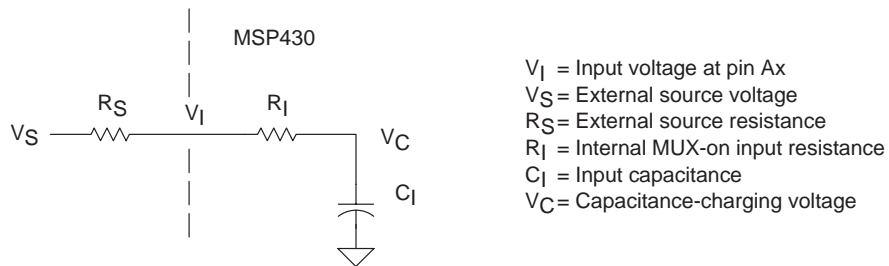 MSP430
VS
RS
VI
RI
VC
CI
VI = Input voltage at pin Ax
VS = External source voltage
RS = External source resistance
RI = Internal MUX-on input resistance
CI = Input capacitance
VC = Capacitance-charging voltage